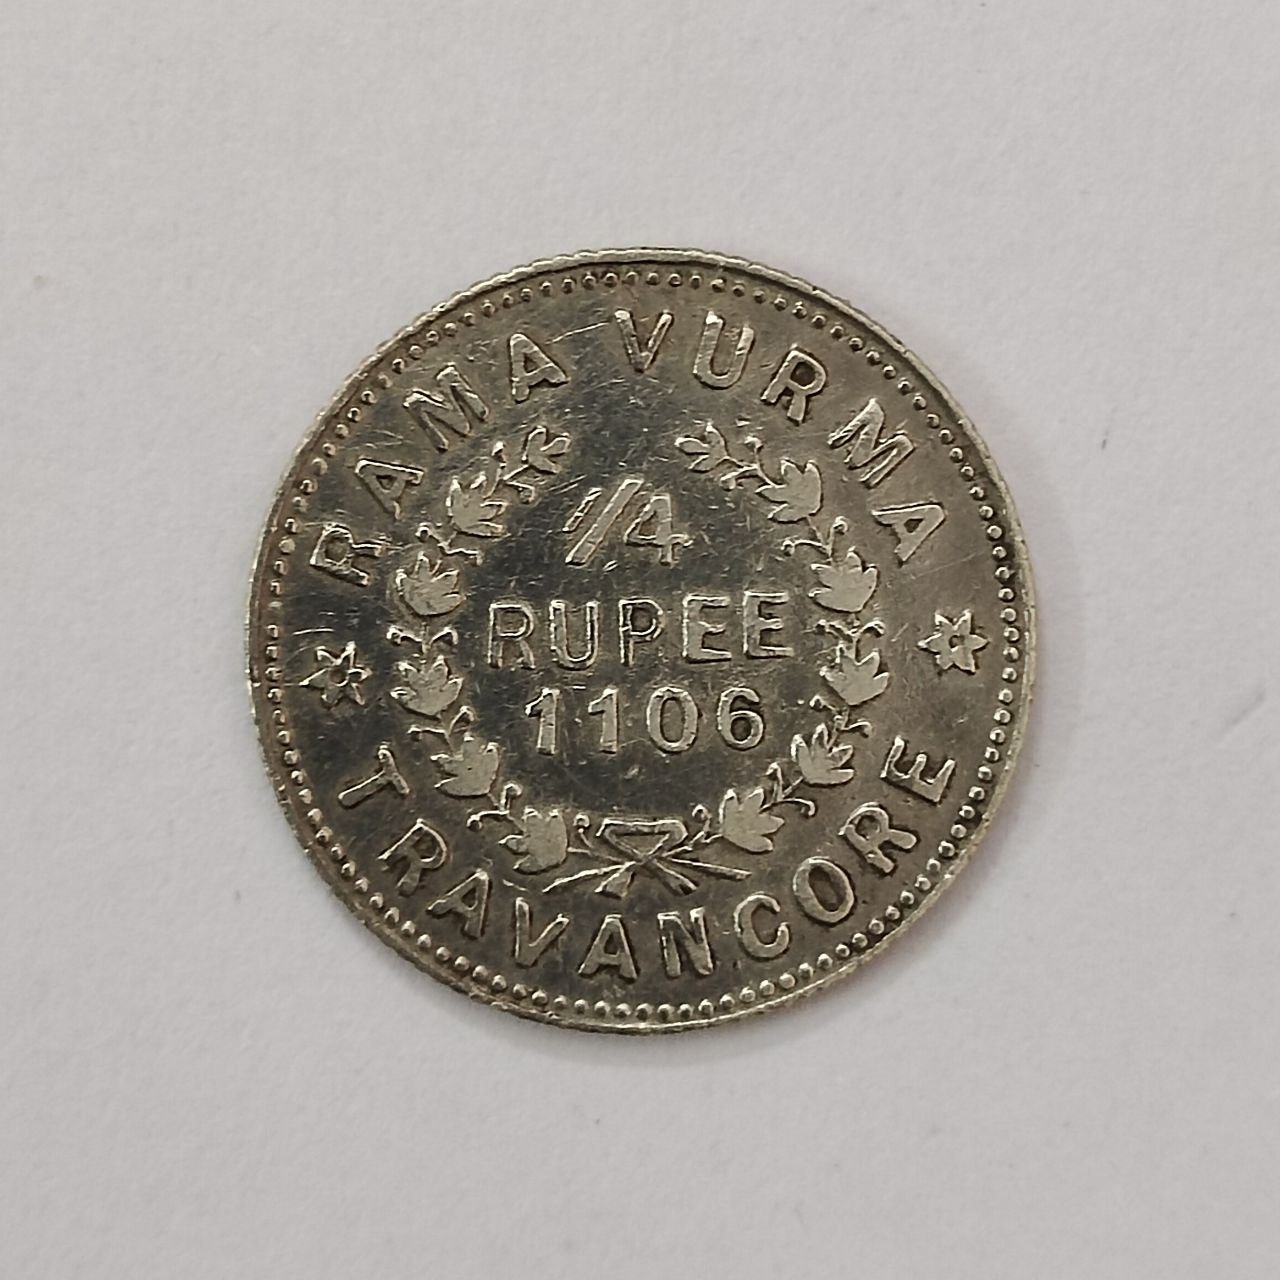 RAMA VURMA
1/4
RUPEE
1106
TRAVANCORE